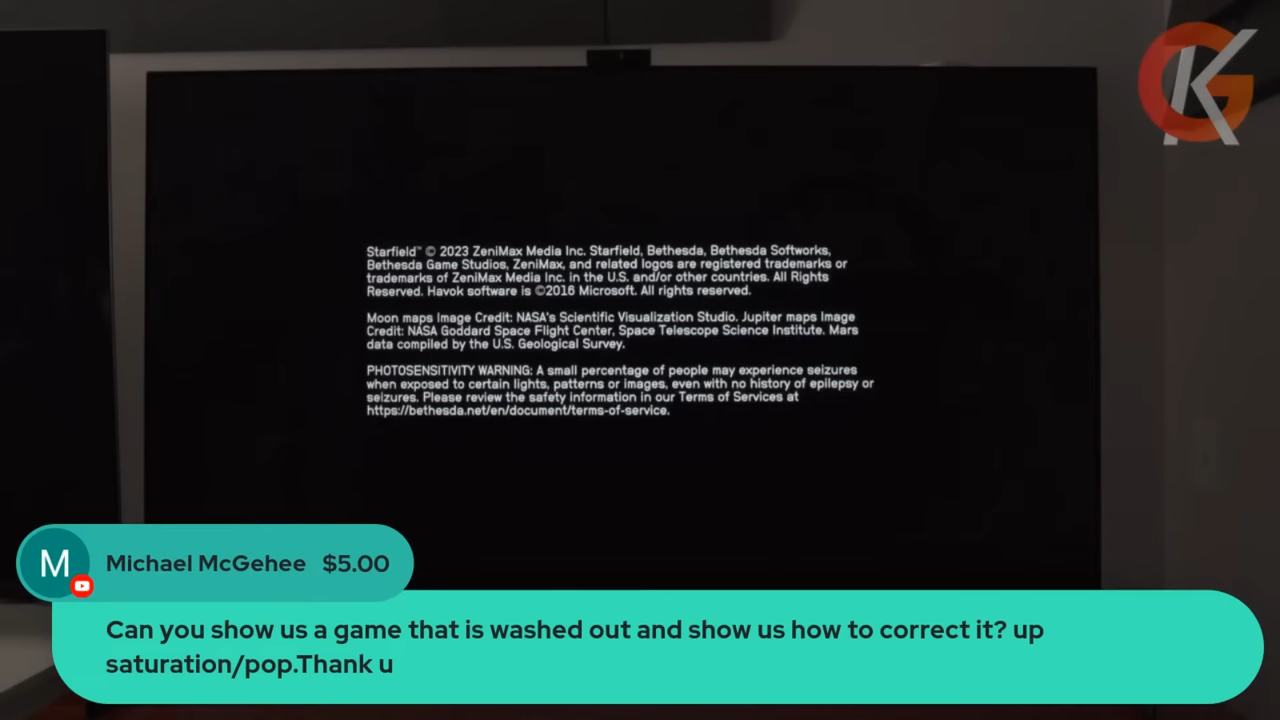 GK
Starfield™ © 2023 ZeniMax Media Inc. Starfield, Bethesda, Bethesda Softworks,
Bethesda Game Studios, ZeniMax, and related logos are registered trademarks or
trademarks of ZeniMax Media Inc. in the U.S. and/or other countries. All Rights
Reserved. Havok software is ©2016 Microsoft. All rights reserved.
Moon maps Image Credit: NASA's Scientific Visualization Studio. Jupiter maps Image
Credit: NASA Goddard Space Flight Center, Space Telescope Science Institute. Mars
data compiled by the U.S. Geological Survey.
PHOTOSENSITIVITY WARNING: A small percentage of people may experience seizures
when exposed to certain lights, patterns or images, even with no history of epilepsy or
seizures. Please review the safety information in our Terms of Services at
https://bethesda.net/en/document/terms-of-service.
M
Michael McGehee $5.00
Can you show us a game that is washed out and show us how to correct it? up
saturation/pop.Thank u